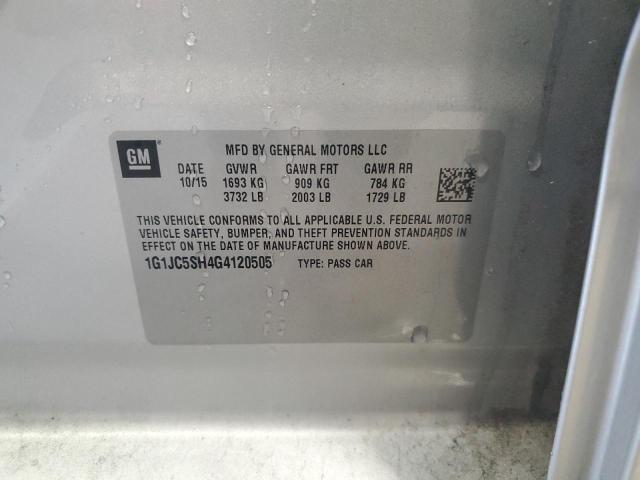 GM
MFD BY GENERAL MOTORS LLC
DATE GVWR GAWR FRT GAWR RR
10/15 1693 KG 909 KG 784 KG
3732 LB 2003 LB 1729 LB
THIS VEHICLE CONFORMS TO ALL APPLICABLE U.S. FEDERAL MOTOR
VEHICLE SAFETY, BUMPER, AND THEFT PREVENTION STANDARDS IN
EFFECT ON THE DATE OF MANUFACTURE SHOWN ABOVE.
1G1JC5SH4G4120505 TYPE: PASS CAR